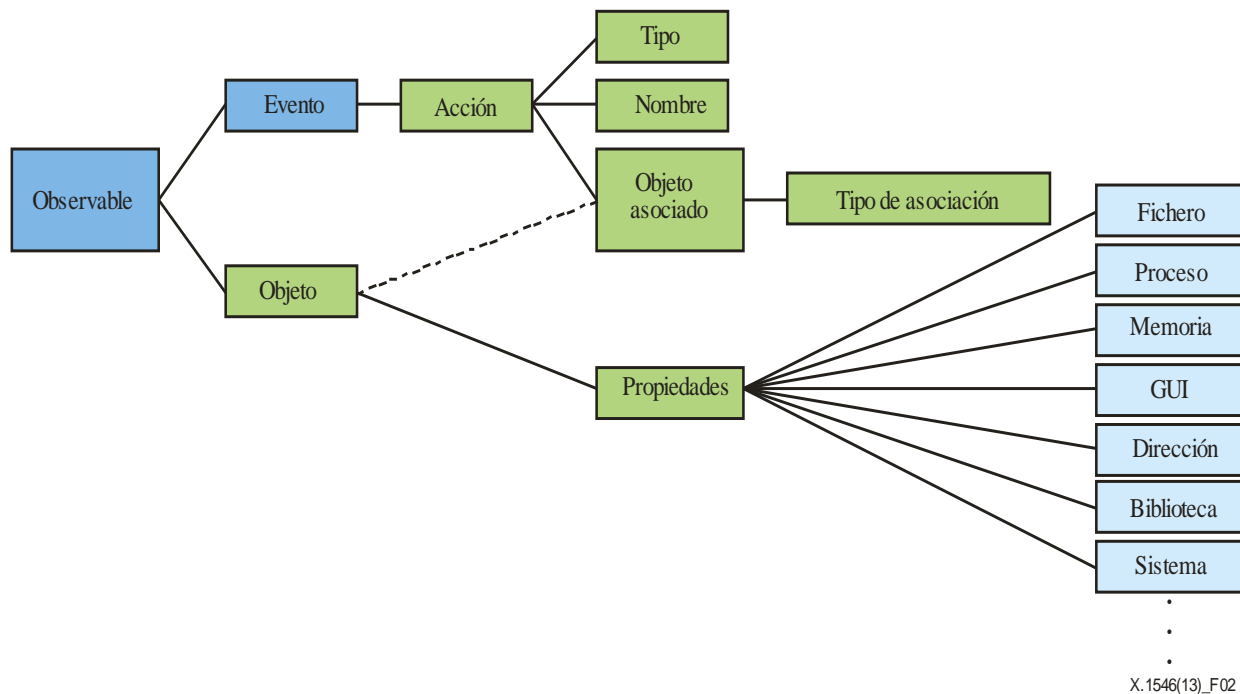 Tipo
Evento
Acción
Nombre
Observable
Objeto
asociado
Tipo de asociación
Fichero
Objeto
Proceso
Memoria
Propiedades
GUI
Dirección
Biblioteca
Sistema
.
.
.
X.1546(13)_F02